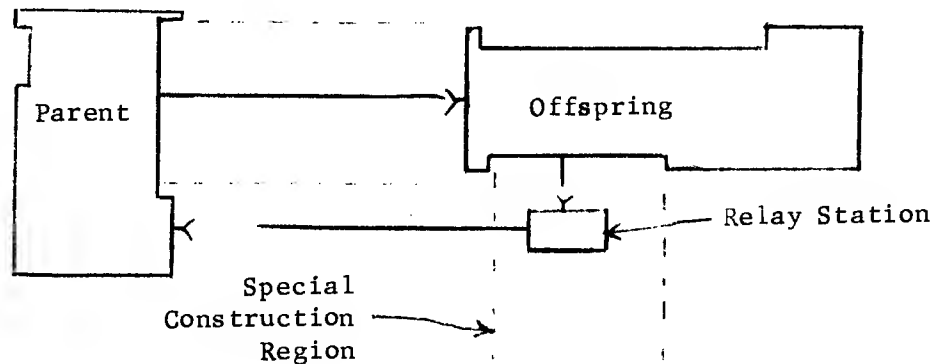 Parent
Offspring
Relay Station
Special
Construction
Region